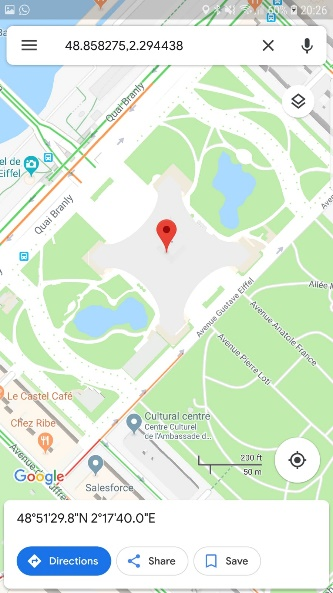 60% 20:26
48.858275,2.294438
Quai Branly
el de
Eiffel
Quai Branly
Allée
Avenue Gustave Eiffel
Avenue Anatole France
Avenue Pierre Loti
Le Castel Café
Chez Ribe
Cultural centre
Centre Culturel
de l'Ambassade d...
200 ft
50 m
Google
Salesforce
48°51'29.8"N 2°17'40.0"E
Directions
Share
Save